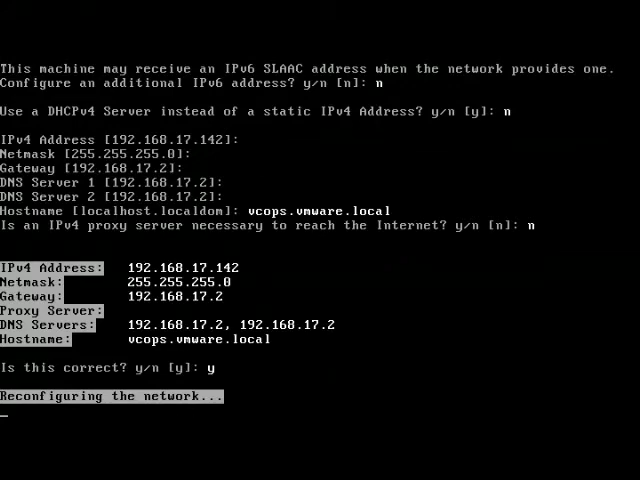 This machine may receive an IPv6 SLAAC address when the network provides one.
Configure an additional IPv6 address? y/n [n]: n
Use a DHCPv4 Server instead of a static IPv4 Address? y/n [y]: n
IPv4 Address [192.168.17.142]:
Netmask [255.255.255.0]:
Gateway [192.168.17.2]:
DNS Server 1 [192.168.17.2]:
DNS Server 2 [192.168.17.2]:
Hostname [localhost.localdom]: vcops.vmware.local
Is an IPv4 proxy server necessary to reach the Internet? y/n [n]: n
IPv4 Address: 192.168.17.142
Netmask: 255.255.255.0
Gateway: 192.168.17.2
Proxy Server:
DNS Servers: 192.168.17.2, 192.168.17.2
Hostname: vcops.vmware.local
Is this correct? y/n [y]: y
Reconfiguring the network...
_